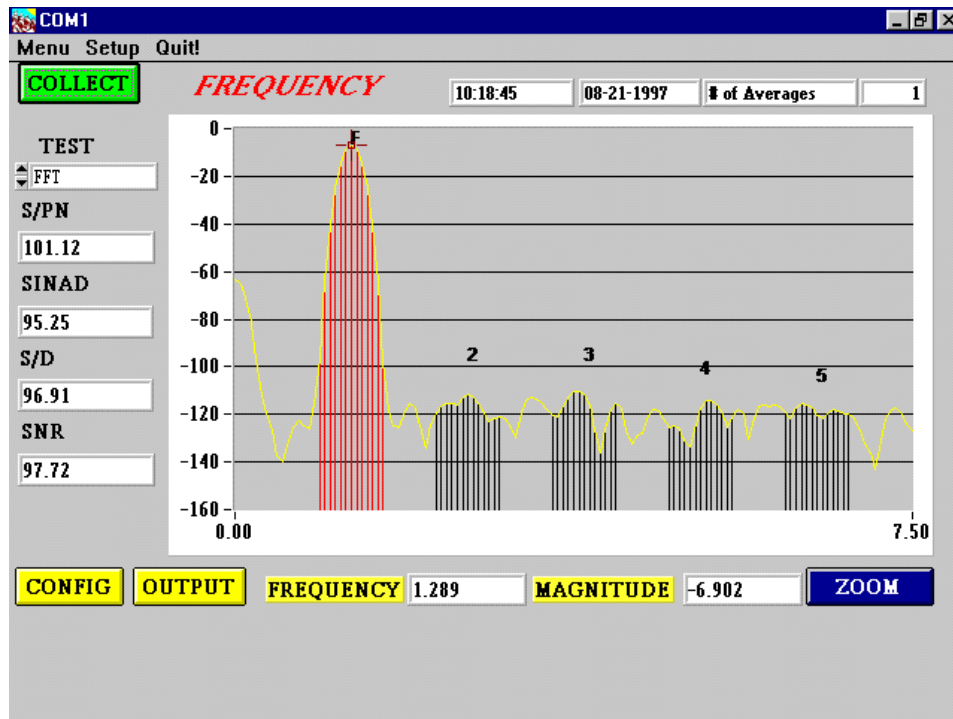 COM1
Menu Setup Quit!
COLLECT
FREQUENCY
10:18:45
08-21-1997
# of Averages
1
TEST
FFT
S/PN
101.12
SINAD
95.25
S/D
96.91
SNR
97.72
0
-20
-40
-60
-80
-100
-120
-140
-160
F
2
3
4
5
0.00
7.50
CONFIG
OUTPUT
FREQUENCY
1.289
MAGNITUDE
-6.902
ZOOM